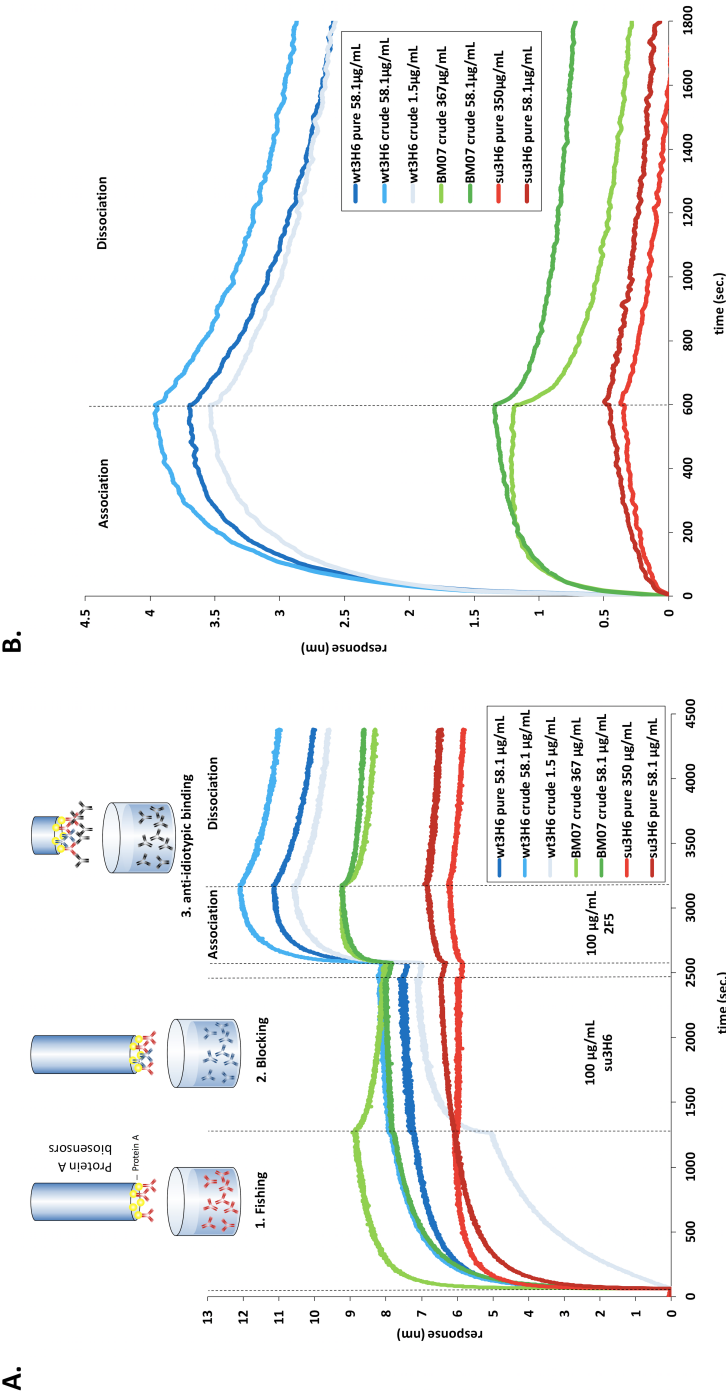 A.
Protein A
biosensors
Protein A
1. Fishing
2. Blocking
3. anti-idiotypic binding
Association
Dissociation
13
12
11
10
9
8
7
6
5
4
3
2
1
0
response (nm)
wt3H6 pure 58.1 µg/mL
wt3H6 crude 58.1 µg/mL
wt3H6 crude 1.5 µg/mL
BM07 crude 367 µg/mL
BM07 crude 58.1 µg/mL
su3H6 pure 350 µg/mL
su3H6 pure 58.1 µg/mL
100 µg/mL
su3H6
100 µg/mL
2F5
0
500
1000
1500
2000
2500
3000
3500
4000
4500
time (sec.)
B.
Association
Dissociation
4.5
4
3.5
3
2.5
2
1.5
1
0.5
0
response (nm)
wt3H6 pure 58.1µg/mL
wt3H6 crude 58.1µg/mL
wt3H6 crude 1.5µg/mL
BM07 crude 367µg/mL
BM07 crude 58.1µg/mL
su3H6 pure 350µg/mL
su3H6 pure 58.1µg/mL
0
200
400
600
800
1000
1200
1400
1600
1800
time (sec.)